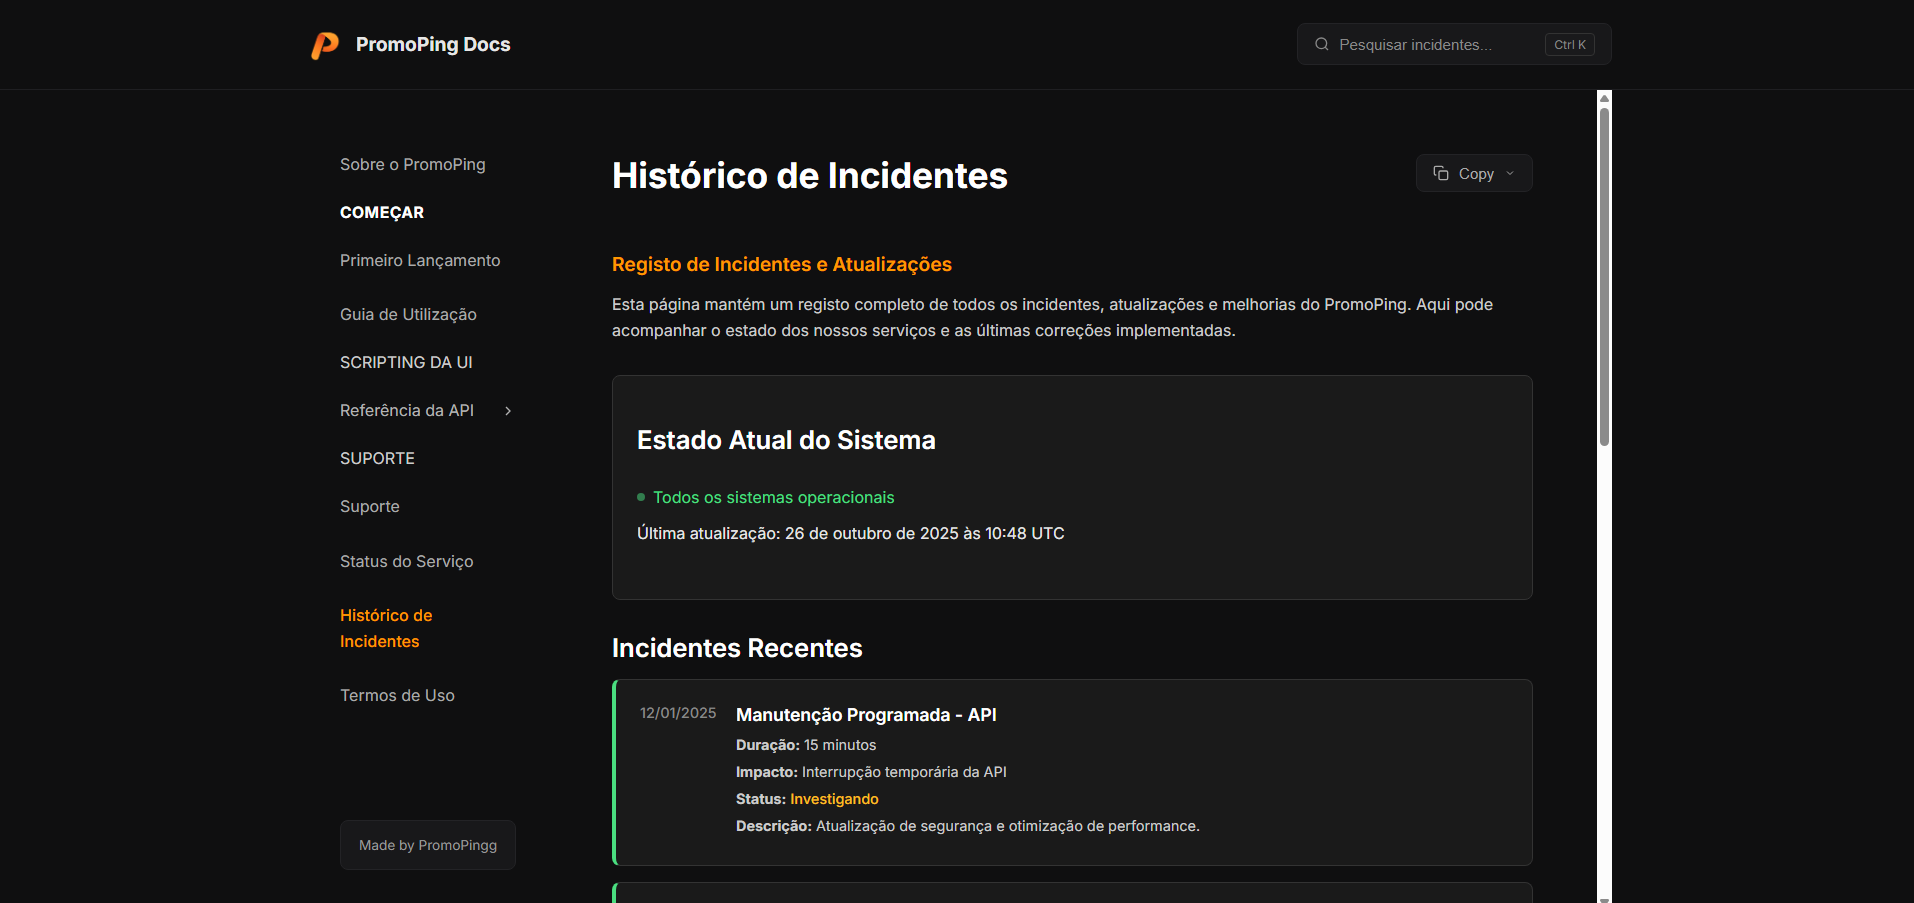 PromoPing Docs
Pesquisar incidentes...
Ctrl K
Sobre o PromoPing
COMEÇAR
Primeiro Lançamento
Guia de Utilização
SCRIPTING DA UI
Referência da API
SUPORTE
Suporte
Status do Serviço
Histórico de
Incidentes
Termos de Uso
Made by PromoPingg
Histórico de Incidentes
Copy
Registo de Incidentes e Atualizações
Esta página mantém um registo completo de todos os incidentes, atualizações e melhorias do PromoPing. Aqui pode
acompanhar o estado dos nossos serviços e as últimas correções implementadas.
Estado Atual do Sistema
Todos os sistemas operacionais
Última atualização: 26 de outubro de 2025 às 10:48 UTC
Incidentes Recentes
12/01/2025
Manutenção Programada - API
Duração: 15 minutos
Impacto: Interrupção temporária da API
Status: Investigando
Descrição: Atualização de segurança e otimização de performance.